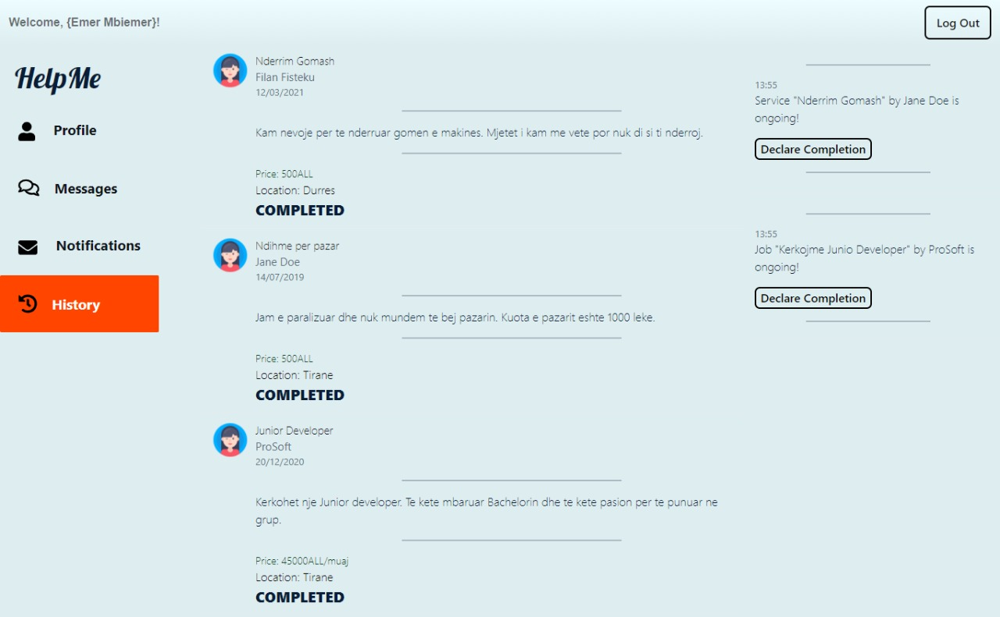 Welcome, {Emer Mbiemer}!
Log Out
HelpMe
Profile
Messages
Notifications
History
Nderrim Gomash
Filan Fisteku
12/03/2021
Kam nevoje per te nderruar gomen e makines. Mjetet i kam me vete por nuk di si ti nderroj.
Price: 500ALL
Location: Durres
COMPLETED
Ndihme per pazar
Jane Doe
14/07/2019
Jam e paralizuar dhe nuk mundem te bej pazarin. Kuota e pazarit eshte 1000 leke.
Price: 500ALL
Location: Tirane
COMPLETED
Junior Developer
ProSoft
20/12/2020
Kerkohet nje Junior developer. Te kete mbaruar Bachelorin dhe te kete pasion per te punuar ne
grup.
Price: 45000ALL/muaj
Location: Tirane
COMPLETED
13:55
Service "Nderrim Gomash" by Jane Doe is
ongoing!
Declare Completion
13:55
Job "Kerkojme Junio Developer" by ProSoft is
ongoing!
Declare Completion